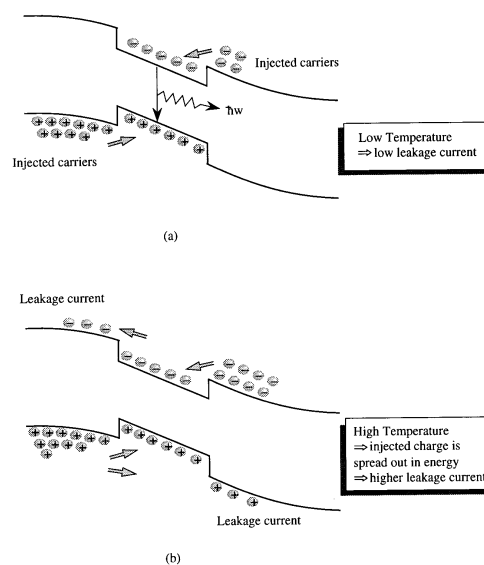 Injected carriers
ħw
Injected carriers
Low Temperature
⇒ low leakage current
(a)
Leakage current
High Temperature
⇒ injected charge is
spread out in energy
⇒ higher leakage current
Leakage current
(b)